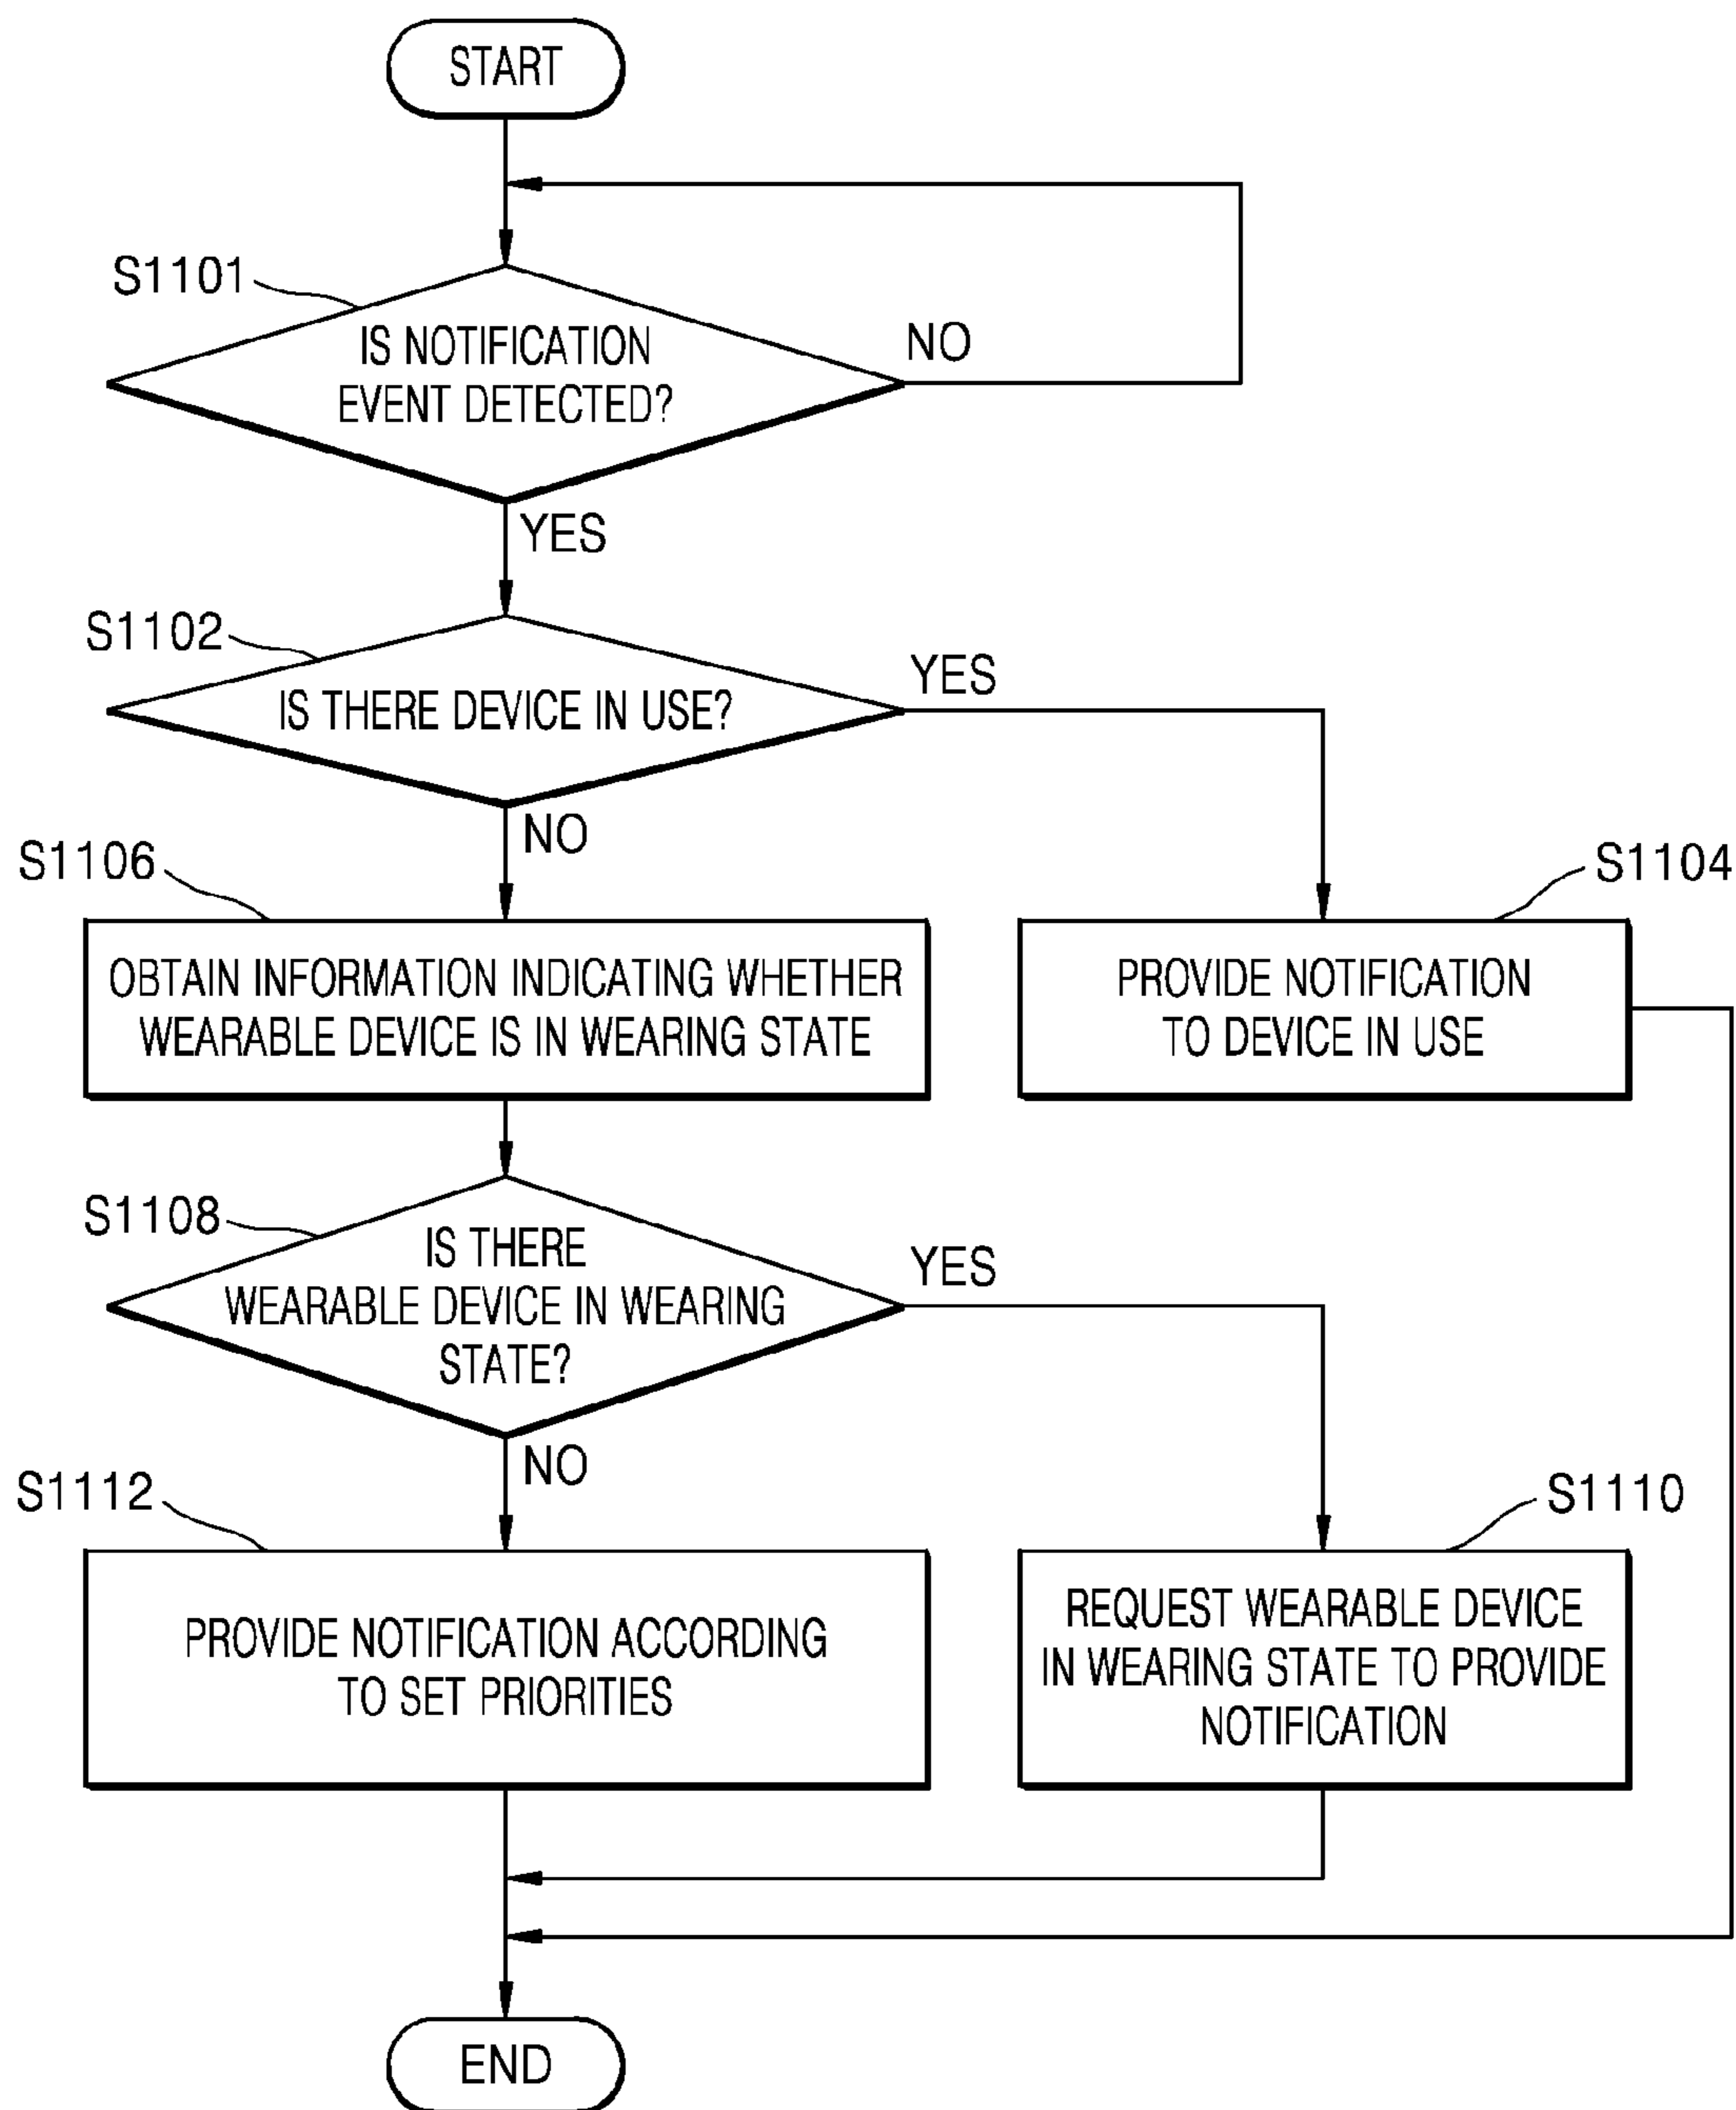 START
S1101
IS NOTIFICATION
EVENT DETECTED?
NO
YES
S1102
IS THERE DEVICE IN USE?
YES
NO
S1106
OBTAIN INFORMATION INDICATING WHETHER
WEARABLE DEVICE IS IN WEARING STATE
S1104
PROVIDE NOTIFICATION
TO DEVICE IN USE
S1108
IS THERE
WEARABLE DEVICE IN WEARING
STATE?
YES
NO
S1112
PROVIDE NOTIFICATION ACCORDING
TO SET PRIORITIES
S1110
REQUEST WEARABLE DEVICE
IN WEARING STATE TO PROVIDE
NOTIFICATION
END